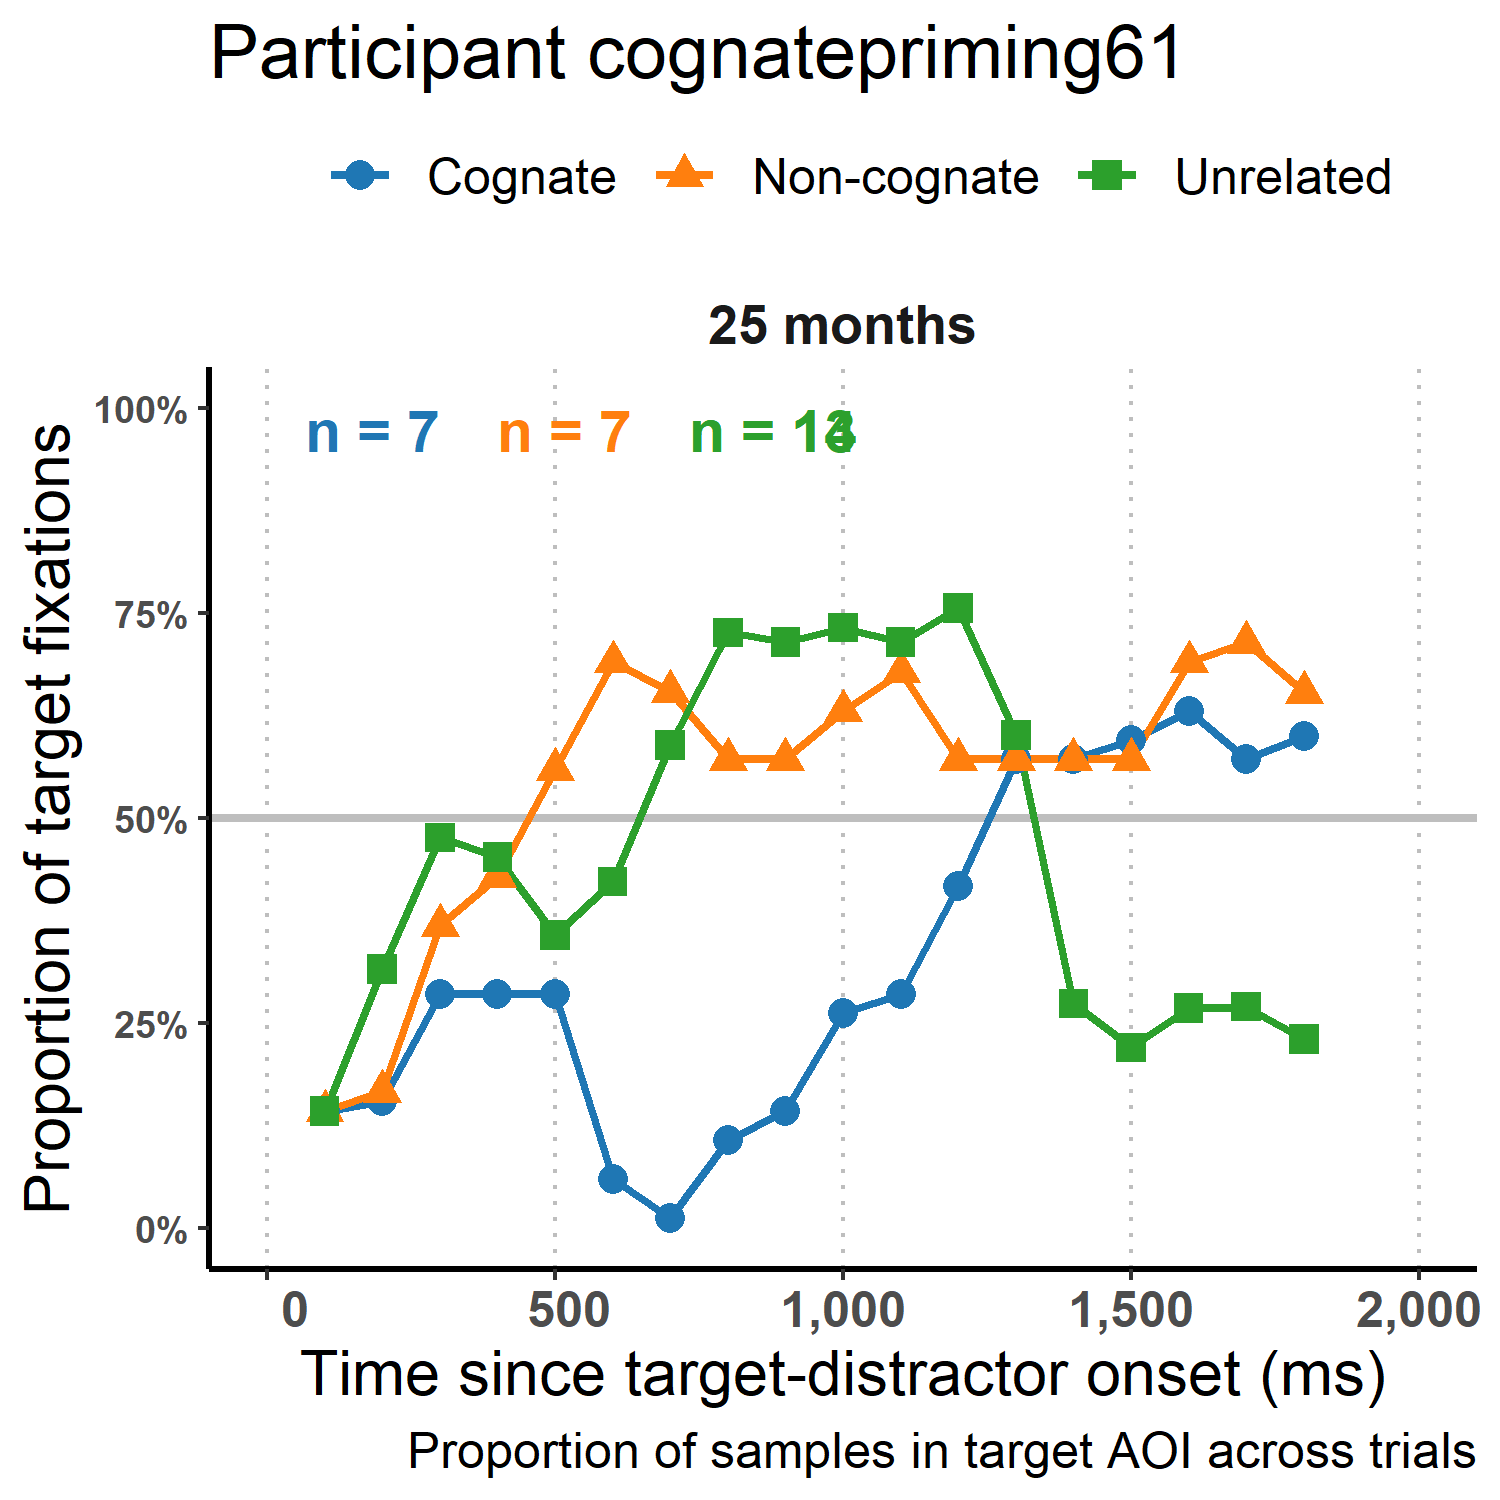 Participant cognatepriming61
Cognate Non-cognate Unrelated
25 months
100%
n = 7 n = 7 n =
75%
50%
25%
0%
Proportion of target fixations
0 500 1,000 1,500 2,000
Time since target-distractor onset (ms)
Proportion of samples in target AOI across trials